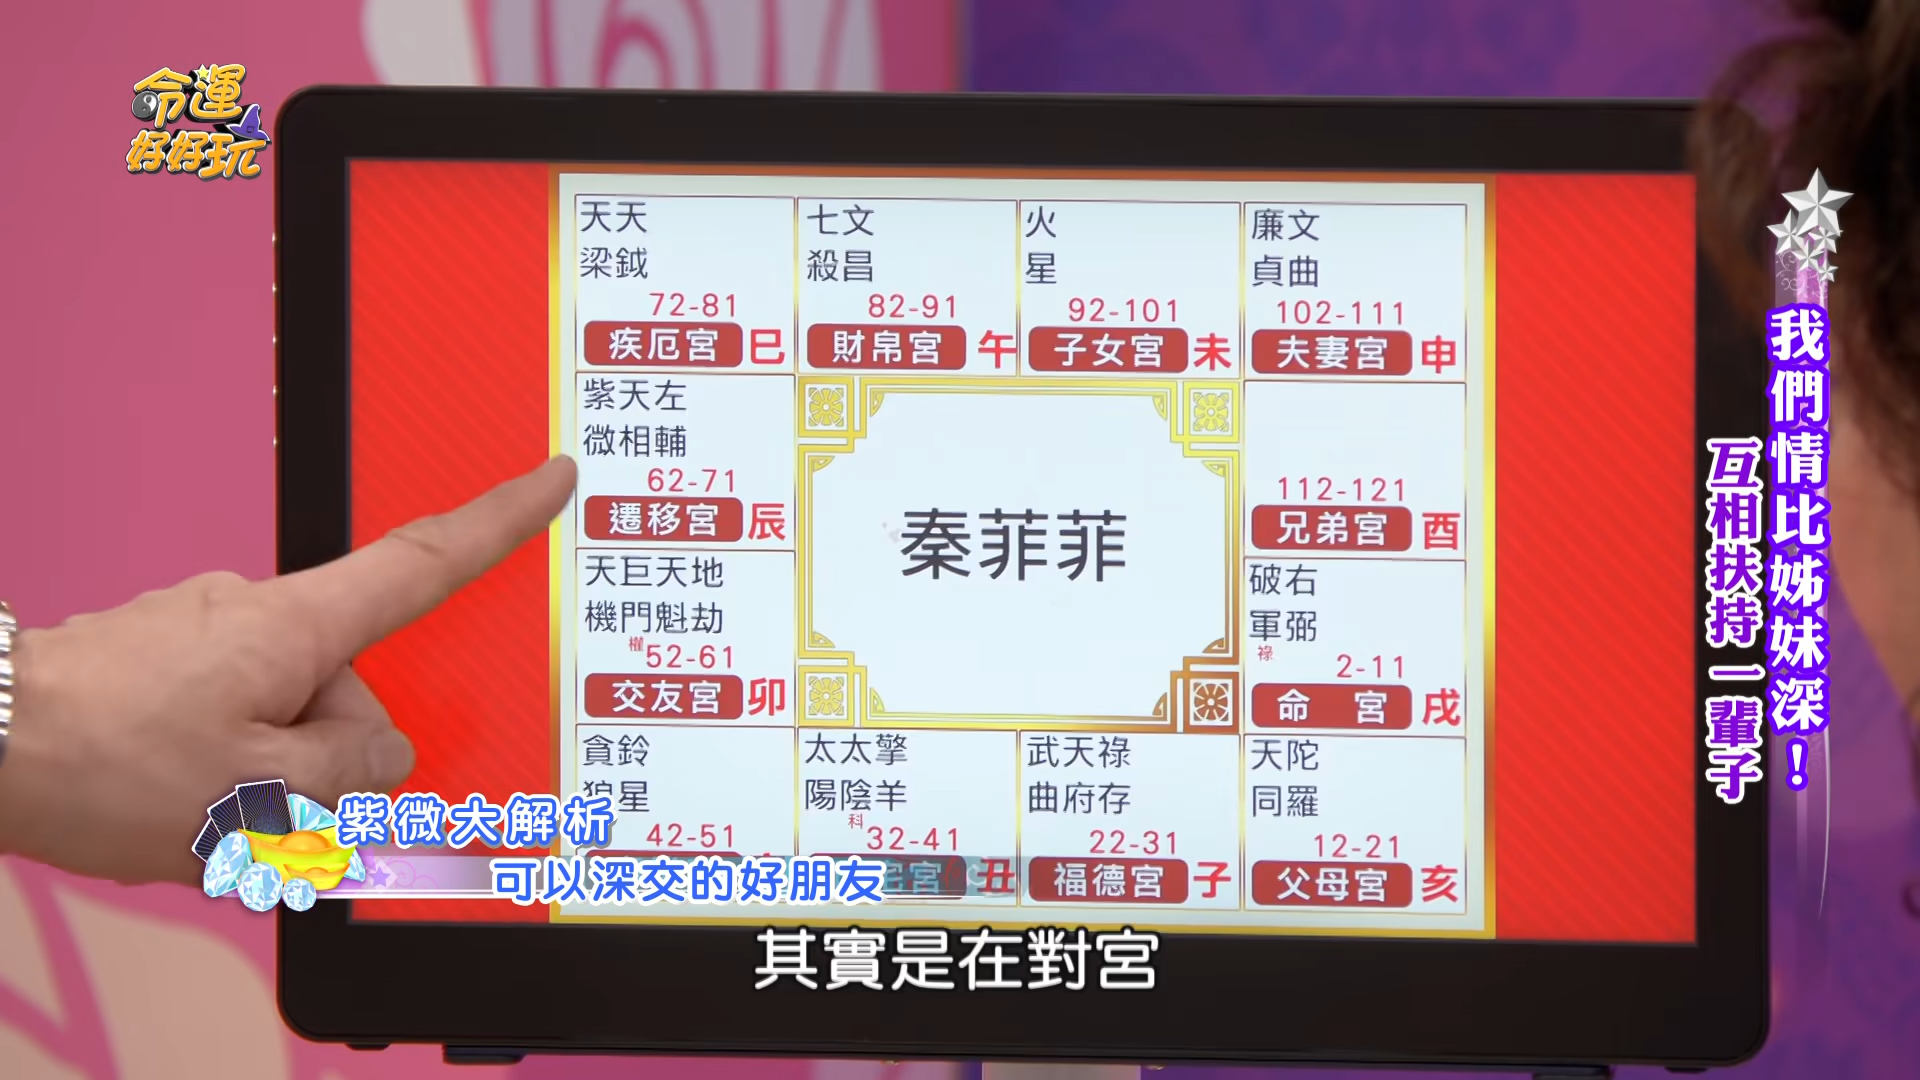 命運
好好玩
天天
梁鉞
72-81
疾厄宮 巳
七文
殺昌
82-91
財帛宮 午
火
星
92-101
子女宮 未
廉文
貞曲
102-111
夫妻宮 申
紫天左
微相輔
62-71
遷移宮 辰
秦菲菲
112-121
兄弟宮 酉
天巨天地
機門魁劫
權
52-61
交友宮 卯
破右
軍弼
祿
2-11
命 宮 戌
貪鈴
狼星
42-51
太太擎
陽陰羊
科
32-41
宅宮 丑
武天祿
曲府存
22-31
福德宮 子
天陀
同羅
12-21
父母宮 亥
我們情比姊妹深！
互相扶持一輩子
紫微大解析
可以深交的好朋友
其實是在對宮